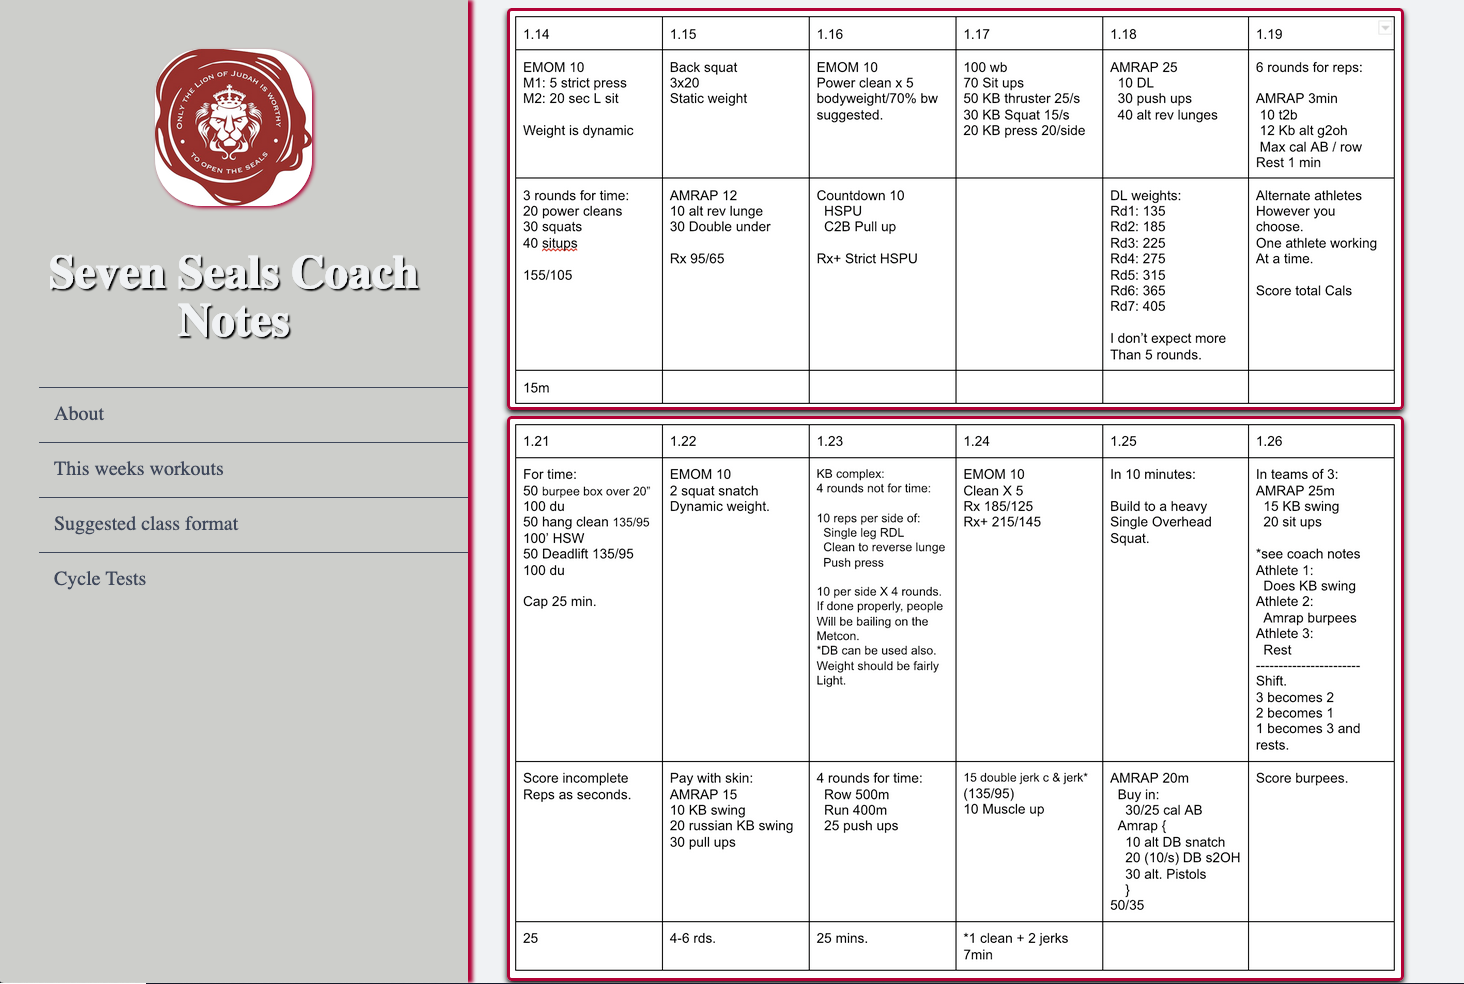 ONLY THE LION OF JUDAH IS WORTHY
TO OPEN THE SEALS
Seven Seals Coach
Notes
About
This weeks workouts
Suggested class format
Cycle Tests
1.14
1.15
1.16
1.17
1.18
1.19
EMOM 10
M1: 5 strict press
M2: 20 sec L sit
Weight is dynamic
Back squat
3x20
Static weight
EMOM 10
Power clean x 5
bodyweight/70% bw
suggested.
100 wb
70 Sit ups
50 KB thruster 25/s
30 KB Squat 15/s
20 KB press 20/side
AMRAP 25
10 DL
30 push ups
40 alt rev lunges
6 rounds for reps:
AMRAP 3min
10 t2b
12 Kb alt g2oh
Max cal AB / row
Rest 1 min
3 rounds for time:
20 power cleans
30 squats
40 situps
155/105
AMRAP 12
10 alt rev lunge
30 Double under
Rx 95/65
Countdown 10
HSPU
C2B Pull up
Rx+ Strict HSPU
DL weights:
Rd1: 135
Rd2: 185
Rd3: 225
Rd4: 275
Rd5: 315
Rd6: 365
Rd7: 405
I don't expect more
Than 5 rounds.
Alternate athletes
However you
choose.
One athlete working
At a time.
Score total Cals
15m
1.21
1.22
1.23
1.24
1.25
1.26
For time:
50 burpee box over 20”
100 du
50 hang clean 135/95
100’ HSW
50 Deadlift 135/95
100 du
Cap 25 min.
EMOM 10
2 squat snatch
Dynamic weight.
KB complex:
4 rounds not for time:
10 reps per side of:
Single leg RDL
Clean to reverse lunge
Push press
10 per side X 4 rounds.
If done properly, people
Will be bailing on the
Metcon.
*DB can be used also.
Weight should be fairly
Light.
EMOM 10
Clean X 5
Rx 185/125
Rx+ 215/145
In 10 minutes:
Build to a heavy
Single Overhead
Squat.
In teams of 3:
AMRAP 25m
15 KB swing
20 sit ups
*see coach notes
Athlete 1:
Does KB swing
Athlete 2:
Amrap burpees
Athlete 3:
Rest
------------------------
Shift.
3 becomes 2
2 becomes 1
1 becomes 3 and
rests.
Score incomplete
Reps as seconds.
Pay with skin:
AMRAP 15
10 KB swing
20 russian KB swing
30 pull ups
4 rounds for time:
Row 500m
Run 400m
25 push ups
15 double jerk c & jerk*
(135/95)
10 Muscle up
AMRAP 20m
Buy in:
30/25 cal AB
Amrap {
10 alt DB snatch
20 (10/s) DB s2OH
30 alt. Pistols
}
50/35
Score burpees.
25
4-6 rds.
25 mins.
*1 clean + 2 jerks
7min